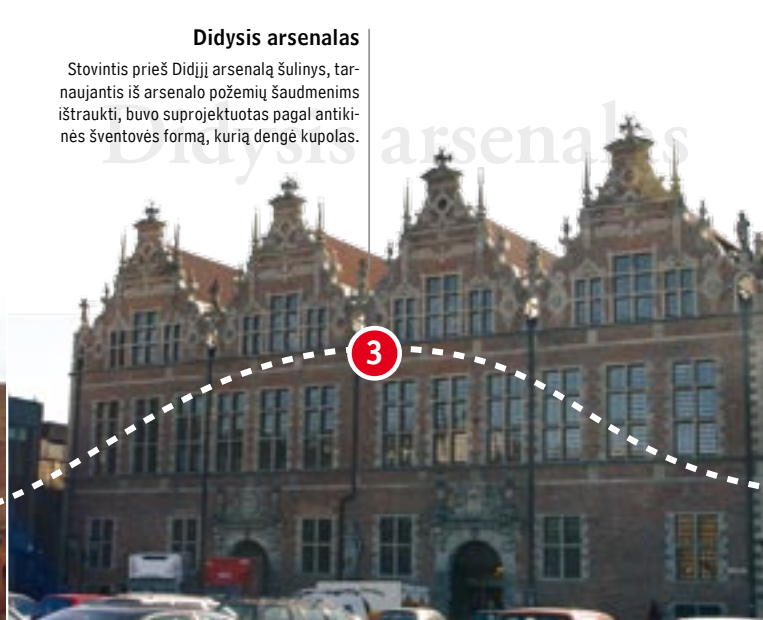 Didysis arsenalas
Stovintis prieš Didįjį arsenalą šulinys, tar-
naujantis iš arsenalo požemių šaudmenims
ištraukti, buvo suprojektuotas pagal antiki-
nės šventovės formą, kurią dengė kupolas.
Didysis arsenalas
3